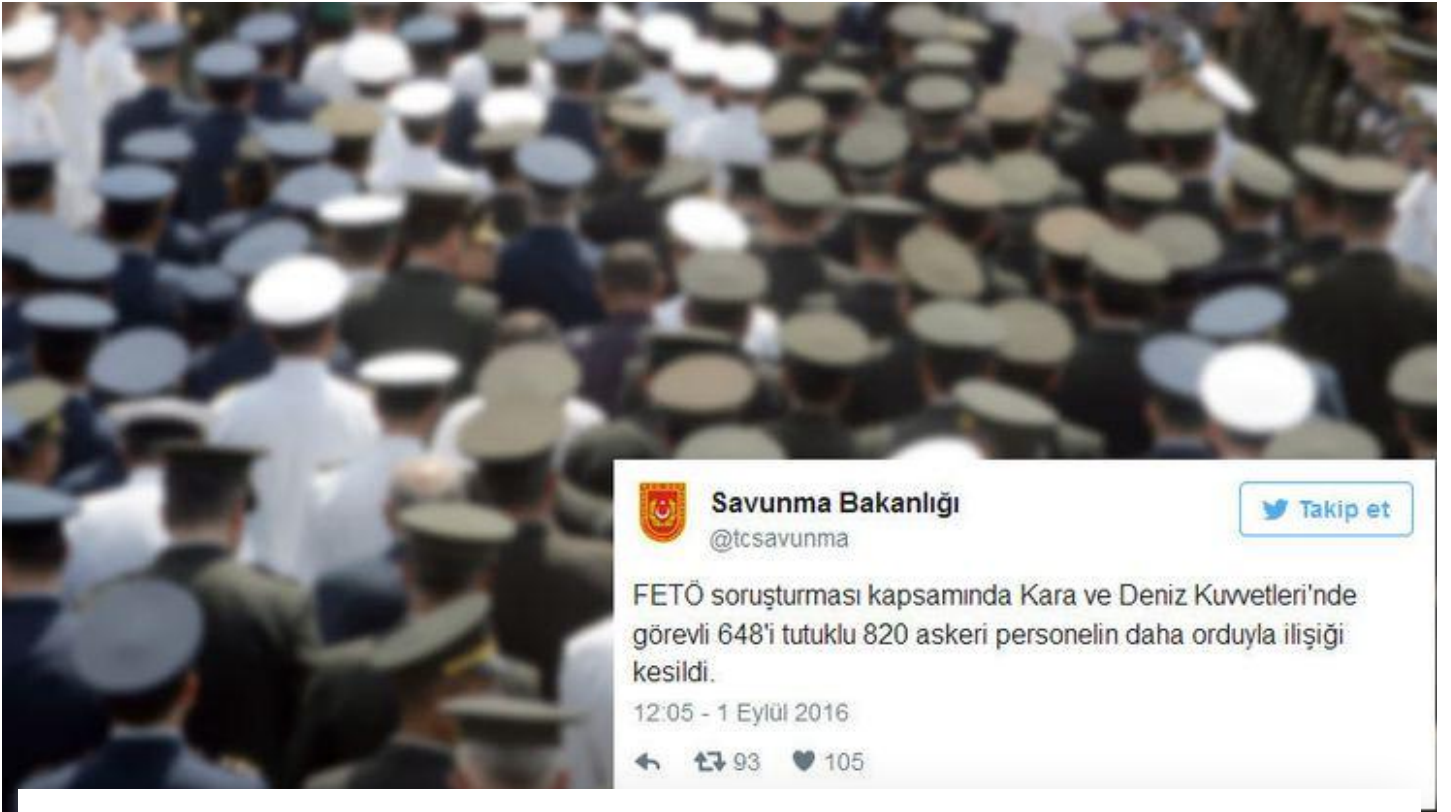 Savunma Bakanlığı
Takip et
@tcsavunma
FETÖ soruşturması kapsamında Kara ve Deniz Kuvvetleri'nde
görevli 648'i tutuklu 820 askeri personelin daha orduyla ilişiği
kesildi.
12:05 - 1 Eylül 2016
93 105